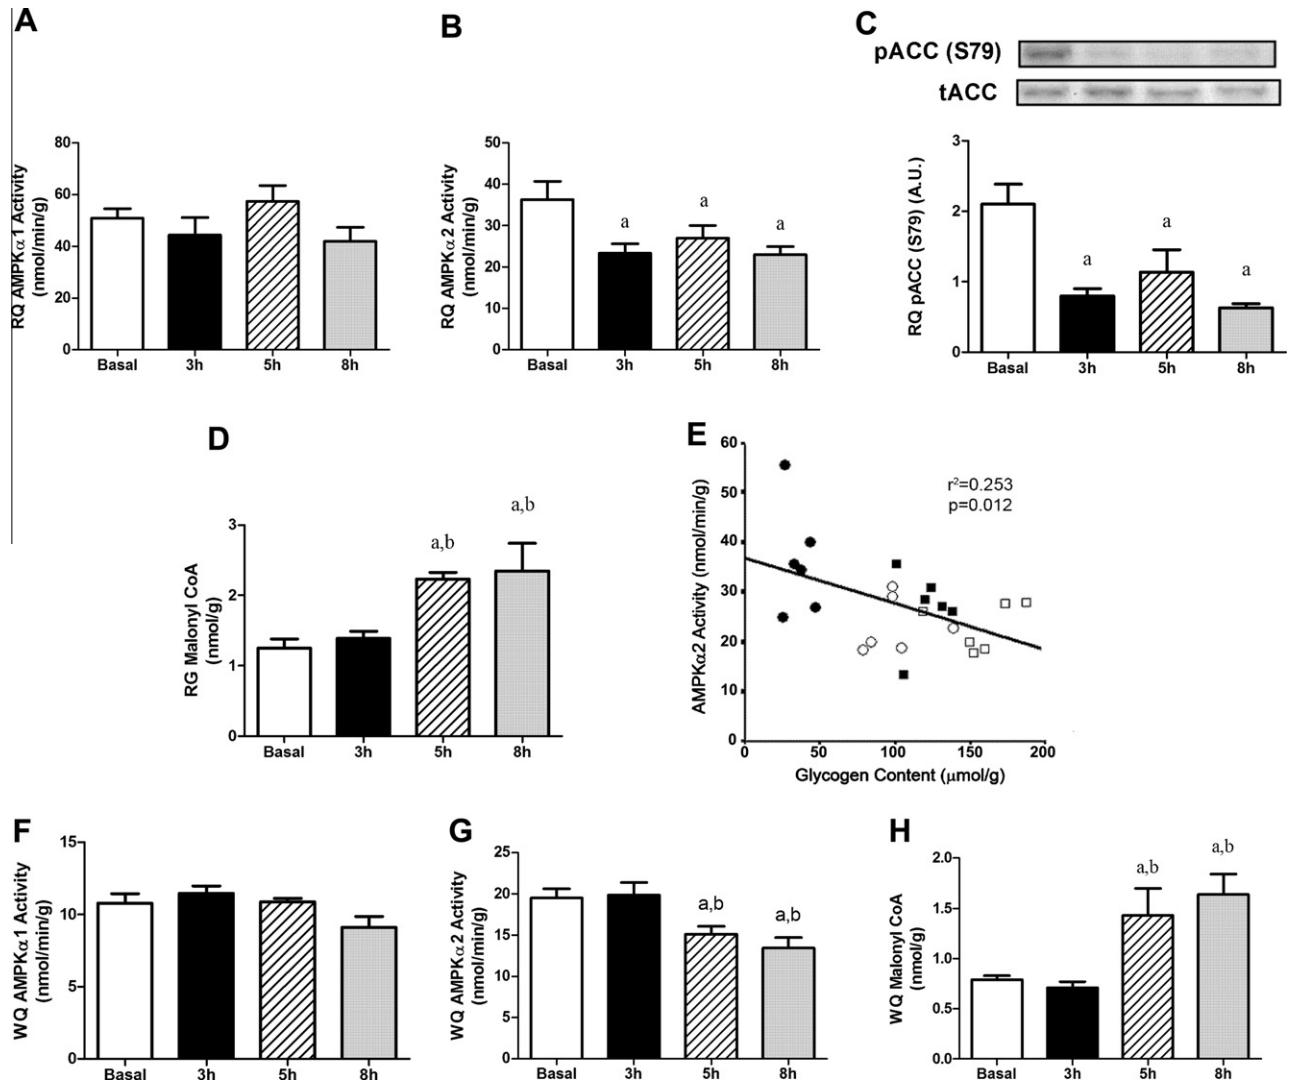 A
RQ AMPKα1 Activity
(nmol/min/g)
80
60
40
20
0
Basal 3h 5h 8h
B
RQ AMPKα2 Activity
(nmol/min/g)
50
40
30
20
10
0
a a a
Basal 3h 5h 8h
C
pACC (S79)
tACC
RQ pACC (S79) (A.U.)
3
2
1
0
a a a
Basal 3h 5h 8h
D
RG Malonyl CoA
(nmol/g)
3
2
1
0
a,b a,b
Basal 3h 5h 8h
E
AMPKα2 Activity (nmol/min/g)
60
50
40
30
20
10
0
r²=0.253
p=0.012
0 50 100 150 200
Glycogen Content (μmol/g)
F
WQ AMPKα1 Activity
(nmol/min/g)
15
10
5
0
Basal 3h 5h 8h
G
WQ AMPKα2 Activity
(nmol/min/g)
25
20
15
10
5
0
a,b a,b
Basal 3h 5h 8h
H
WQ Malonyl CoA
(nmol/g)
2.0
1.5
1.0
0.5
0.0
a,b a,b
Basal 3h 5h 8h